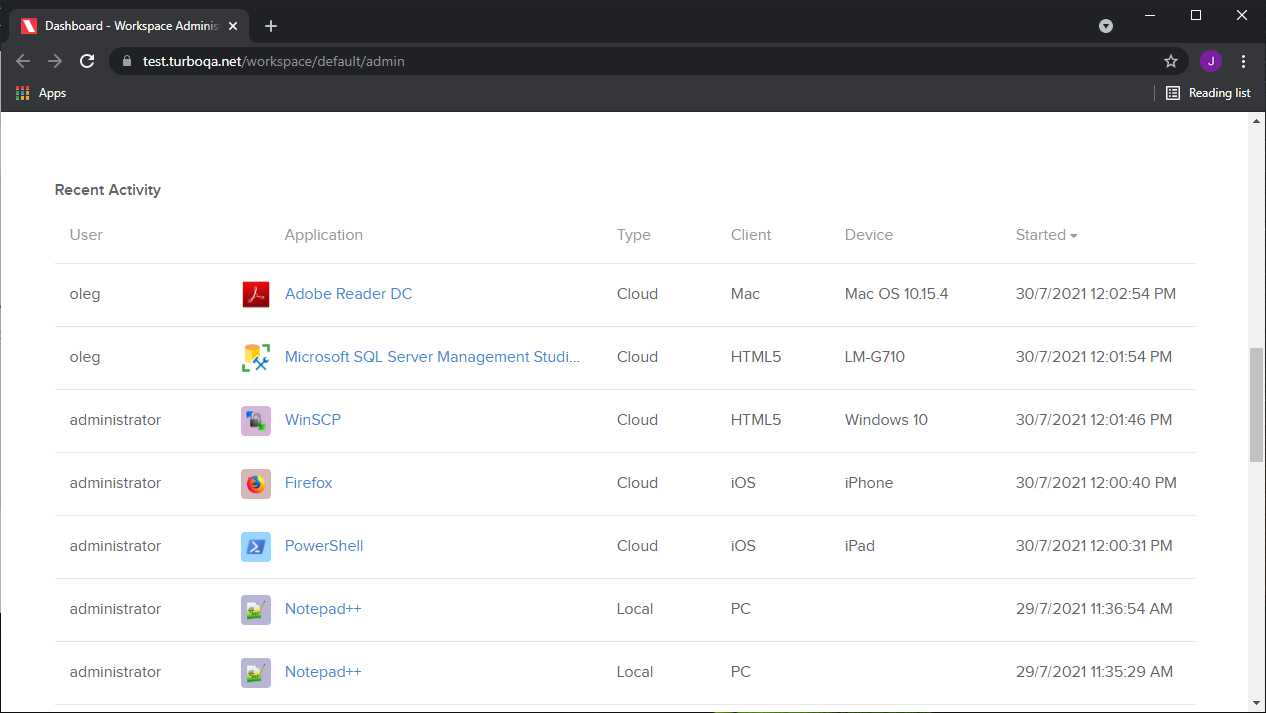 Dashboard - Workspace Adminis
test.turboqa.net/workspace/default/admin
J
Apps
Reading list
Recent Activity
User Application Type Client Device Started
oleg Adobe Reader DC Cloud Mac Mac OS 10.15.4 30/7/2021 12:02:54 PM
oleg Microsoft SQL Server Management Studi... Cloud HTML5 LM-G710 30/7/2021 12:01:54 PM
administrator WinSCP Cloud HTML5 Windows 10 30/7/2021 12:01:46 PM
administrator Firefox Cloud iOS iPhone 30/7/2021 12:00:40 PM
administrator PowerShell Cloud iOS iPad 30/7/2021 12:00:31 PM
administrator Notepad++ Local PC 29/7/2021 11:36:54 AM
administrator Notepad++ Local PC 29/7/2021 11:35:29 AM